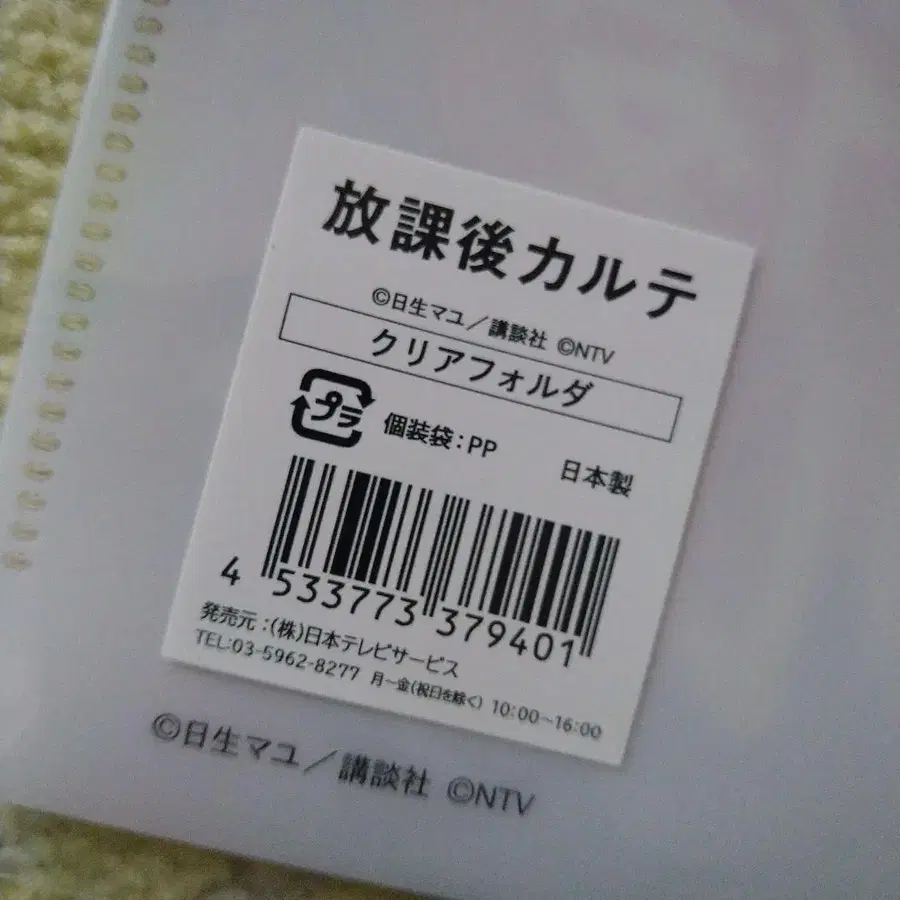 放課後カルテ
©日生マユ／講談社 ©NTV
クリアフォルダ
プラ 個装袋:PP 日本製
4 533773 379401
発売元:(株)日本テレビサービス
TEL:03-5962-8277 月ー金(祝日を除く) 10:00~16:00
©日生マユ／講談社 ©NTV